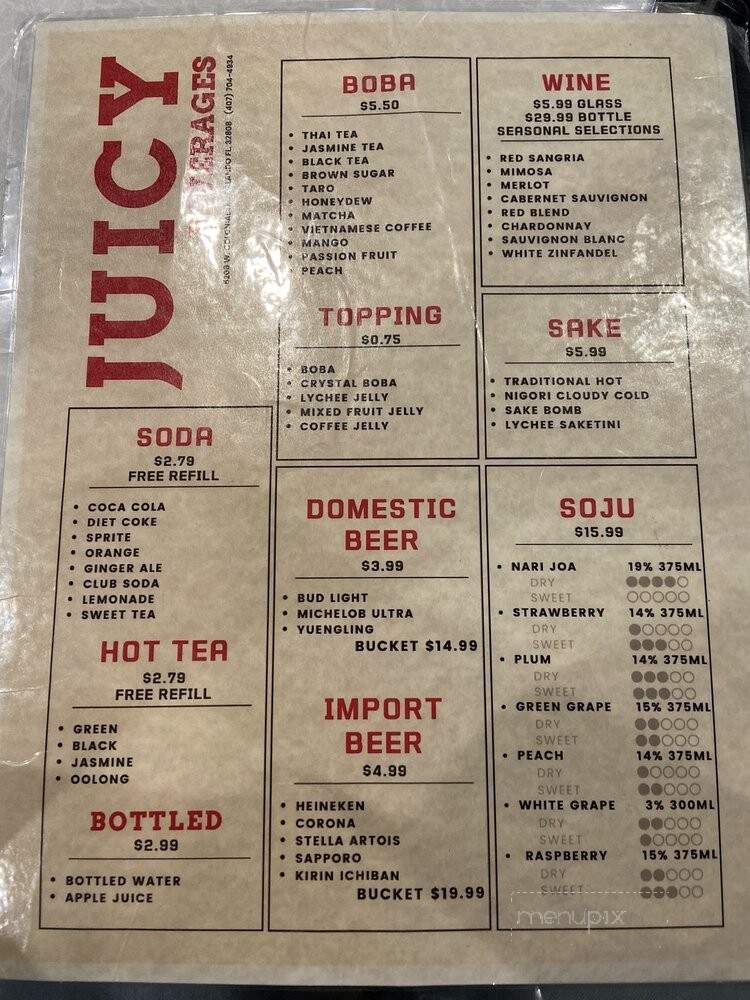 JUICY
6209 W. COLONIAL FL 32808 (407) 704-4934
BOBA
$5.50
• THAI TEA
• JASMINE TEA
• BLACK TEA
• BROWN SUGAR
• TARO
• HONEYDEW
• MATCHA
• VIETNAMESE COFFEE
• MANGO
• PASSION FRUIT
• PEACH
TOPPING
$0.75
• BOBA
• CRYSTAL BOBA
• LYCHEE JELLY
• MIXED FRUIT JELLY
• COFFEE JELLY
WINE
$5.99 GLASS
$29.99 BOTTLE
SEASONAL SELECTIONS
• RED SANGRIA
• MIMOSA
• MERLOT
• CABERNET SAUVIGNON
• RED BLEND
• CHARDONNAY
• SAUVIGNON BLANC
• WHITE ZINFANDEL
SAKE
$5.99
• TRADITIONAL HOT
• NIGORI CLOUDY COLD
• SAKE BOMB
• LYCHEE SAKETINI
SODA
$2.79
FREE REFILL
• COCA COLA
• DIET COKE
• SPRITE
• ORANGE
• GINGER ALE
• CLUB SODA
• LEMONADE
• SWEET TEA
HOT TEA
$2.79
FREE REFILL
• GREEN
• BLACK
• JASMINE
• OOLONG
BOTTLED
$2.99
• BOTTLED WATER
• APPLE JUICE
DOMESTIC
BEER
$3.99
• BUD LIGHT
• MICHELOB ULTRA
• YUENGLING
BUCKET $14.99
IMPORT
BEER
$4.99
• HEINEKEN
• CORONA
• STELLA ARTOIS
• SAPPORO
• KIRIN ICHIBAN
BUCKET $19.99
SOJU
$15.99
• NARI JOA 19% 375ML
DRY
SWEET
• STRAWBERRY 14% 375ML
DRY
SWEET
• PLUM 14% 375ML
DRY
SWEET
• GREEN GRAPE 15% 375ML
DRY
SWEET
• PEACH 14% 375ML
DRY
SWEET
• WHITE GRAPE 3% 300ML
DRY
SWEET
• RASPBERRY 15% 375ML
DRY
SWEET
menupix